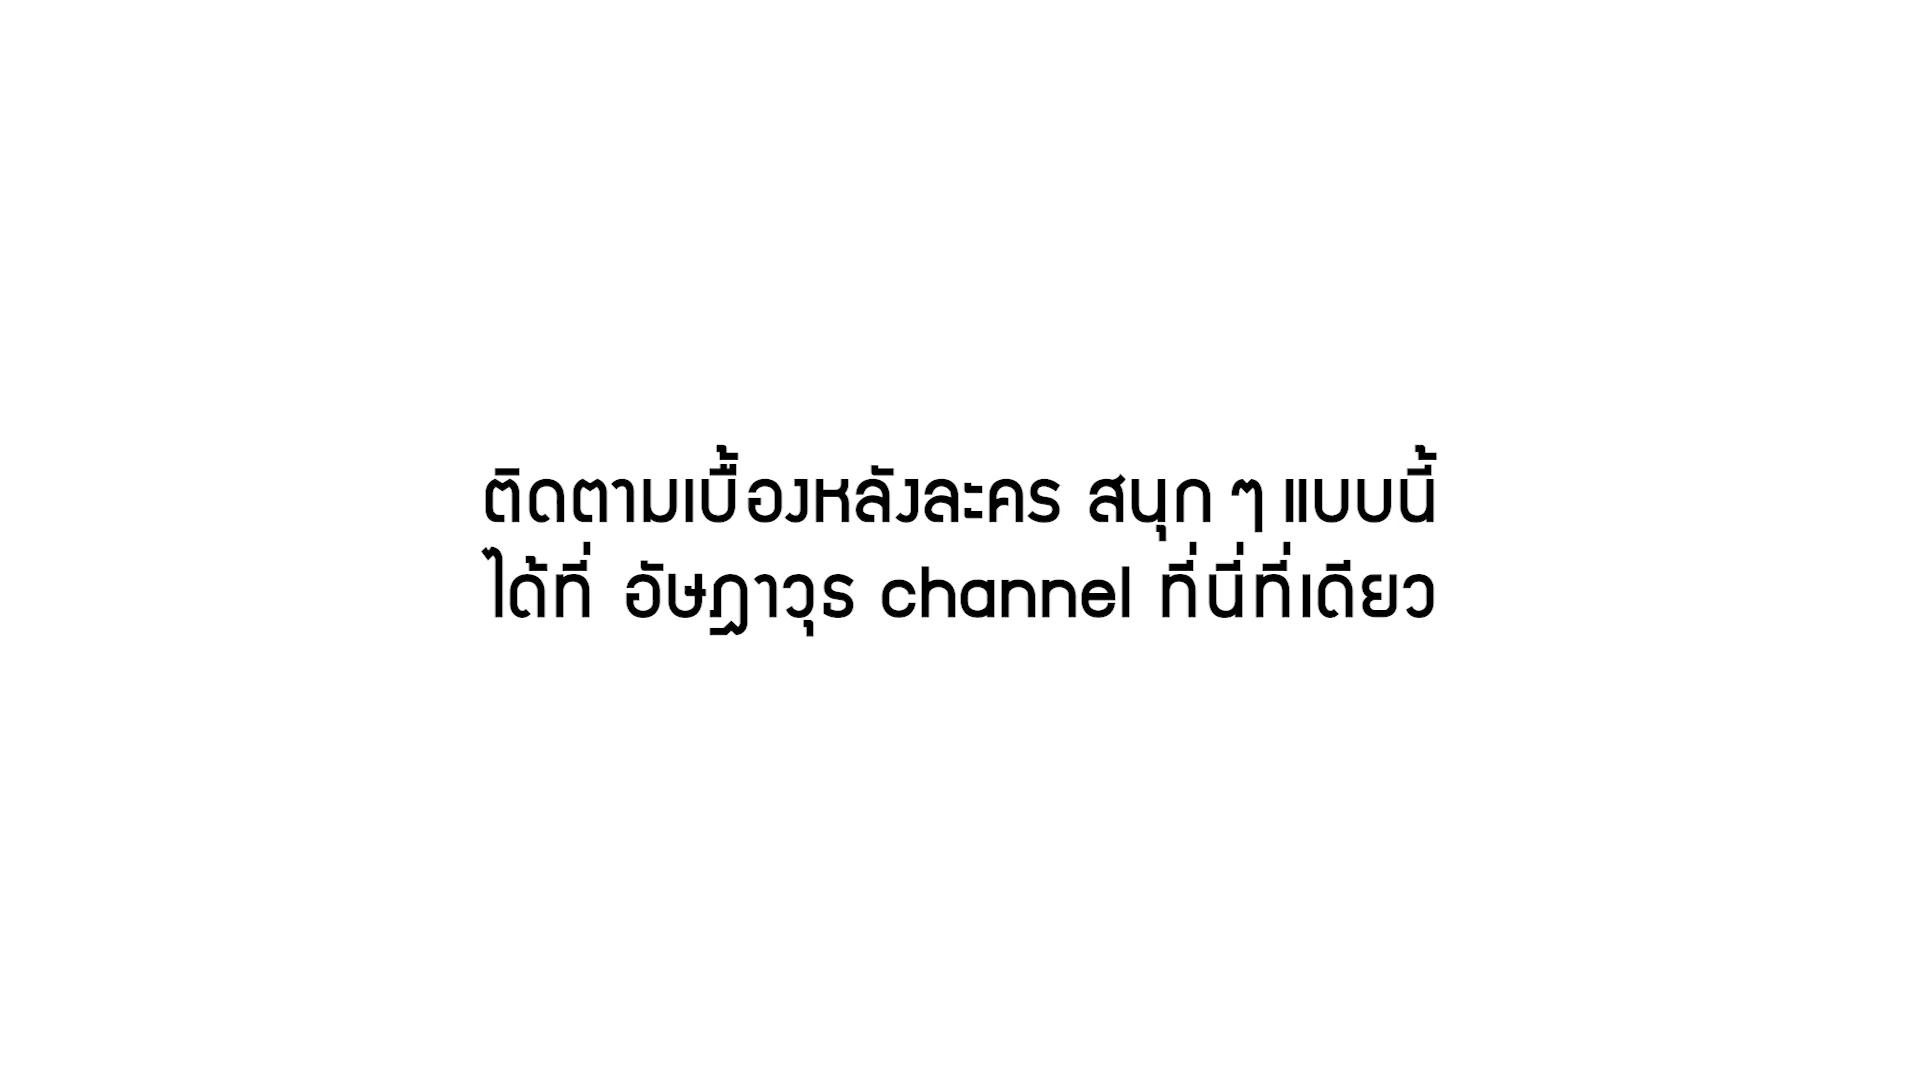 ติดตามเบื้องหลังละคร สนุก ๆ แบบนี้
ได้ที่ อัษฎาวุธ channel ที่นี่ที่เดียว